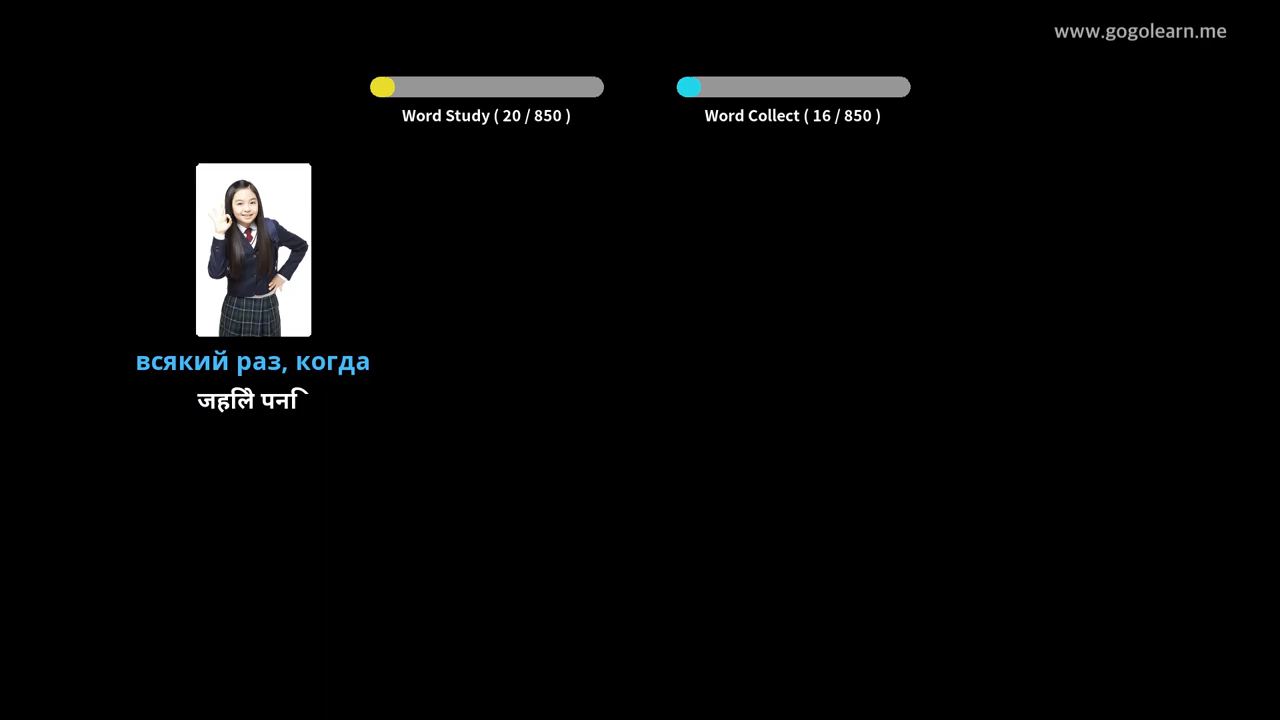 www.gogolearn.me
Word Study ( 20 / 850 )
Word Collect ( 16 / 850 )
всякий раз, когда
जहिले पनि